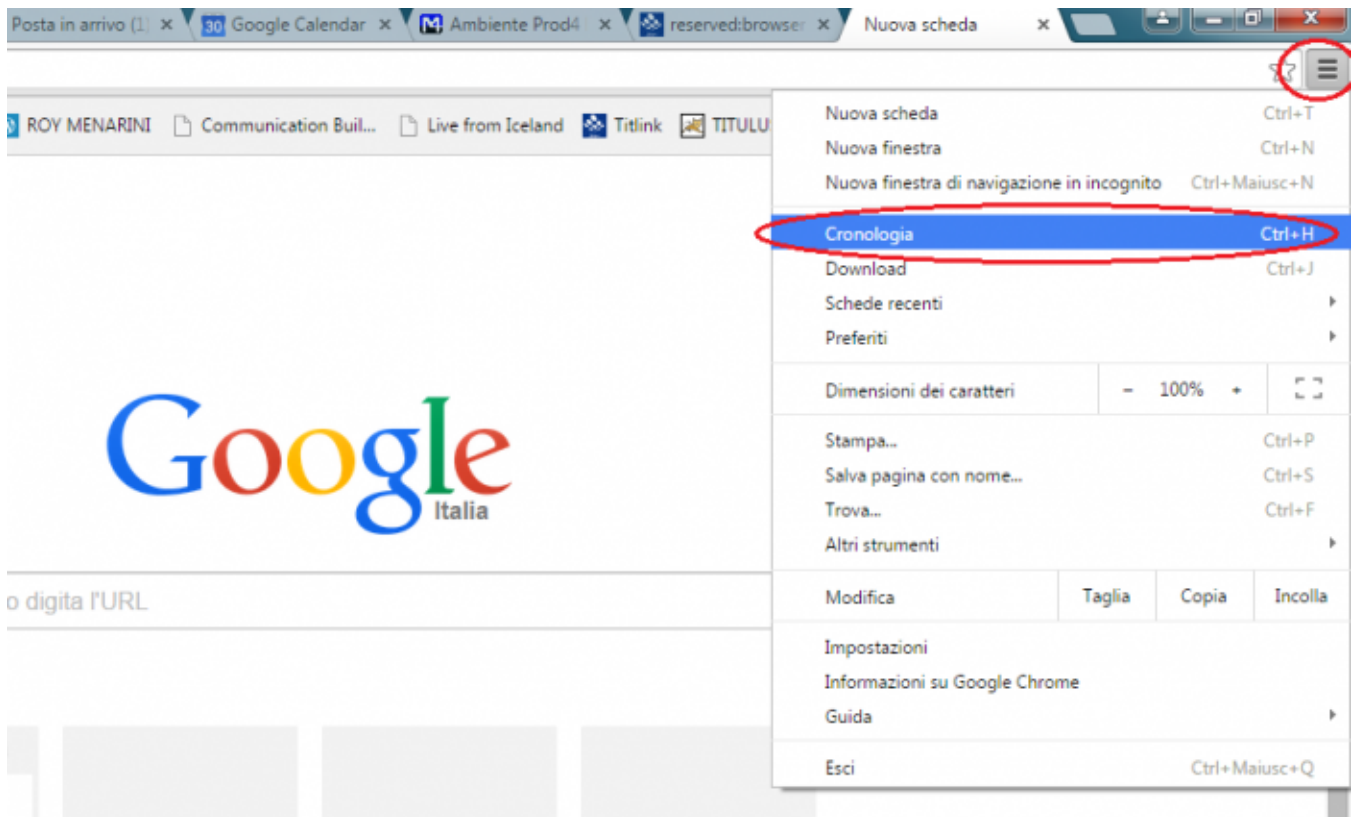 Posta in arrivo (1) 30 Google Calendar M Ambiente Prod4 reserved:browser Nuova scheda
ROY MENARINI Communication Buil... Live from Iceland Titlink TITULU
Nuova scheda Ctrl+T
Nuova finestra Ctrl+N
Nuova finestra di navigazione in incognito Ctrl+Maiusc+N
Cronologia Ctrl+H
Download Ctrl+J
Schede recenti
Preferiti
Dimensioni dei caratteri - 100% +
Stampa... Ctrl+P
Salva pagina con nome... Ctrl+S
Trova... Ctrl+F
Altri strumenti
Modifica Taglia Copia Incolla
Impostazioni
Informazioni su Google Chrome
Guida
Esci Ctrl+Maiusc+Q
Google
Italia
o digita l'URL